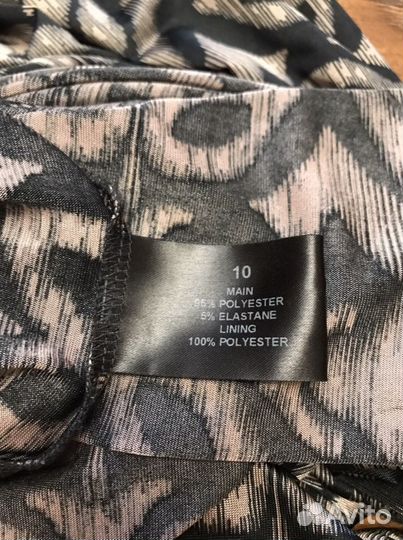 10
MAIN
95% POLYESTER
5% ELASTANE
LINING
100% POLYESTER
Avito